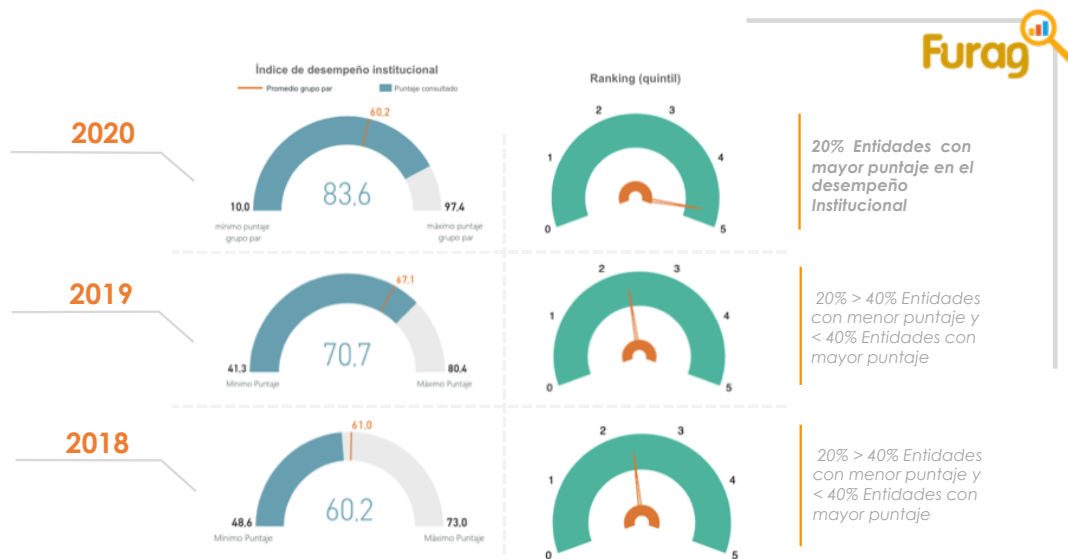 Furag
Índice de desempeño institucional
Promedio grupo par
Puntaje consultado
Ranking (quintil)
2020
60,2
83,6
10,0
97,4
mínimo puntaje
grupo par
máximo puntaje
grupo par
0
1
2
3
4
5
20% Entidades con
mayor puntaje en el
desempeño
Institucional
2019
67,1
70,7
41,3
80,4
Mínimo Puntaje
Máximo Puntaje
0
1
2
3
4
5
20% > 40% Entidades
con menor puntaje y
< 40% Entidades con
mayor puntaje
2018
61,0
60,2
48,6
73,0
Mínimo Puntaje
Máximo Puntaje
0
1
2
3
4
5
20% > 40% Entidades
con menor puntaje y
< 40% Entidades con
mayor puntaje